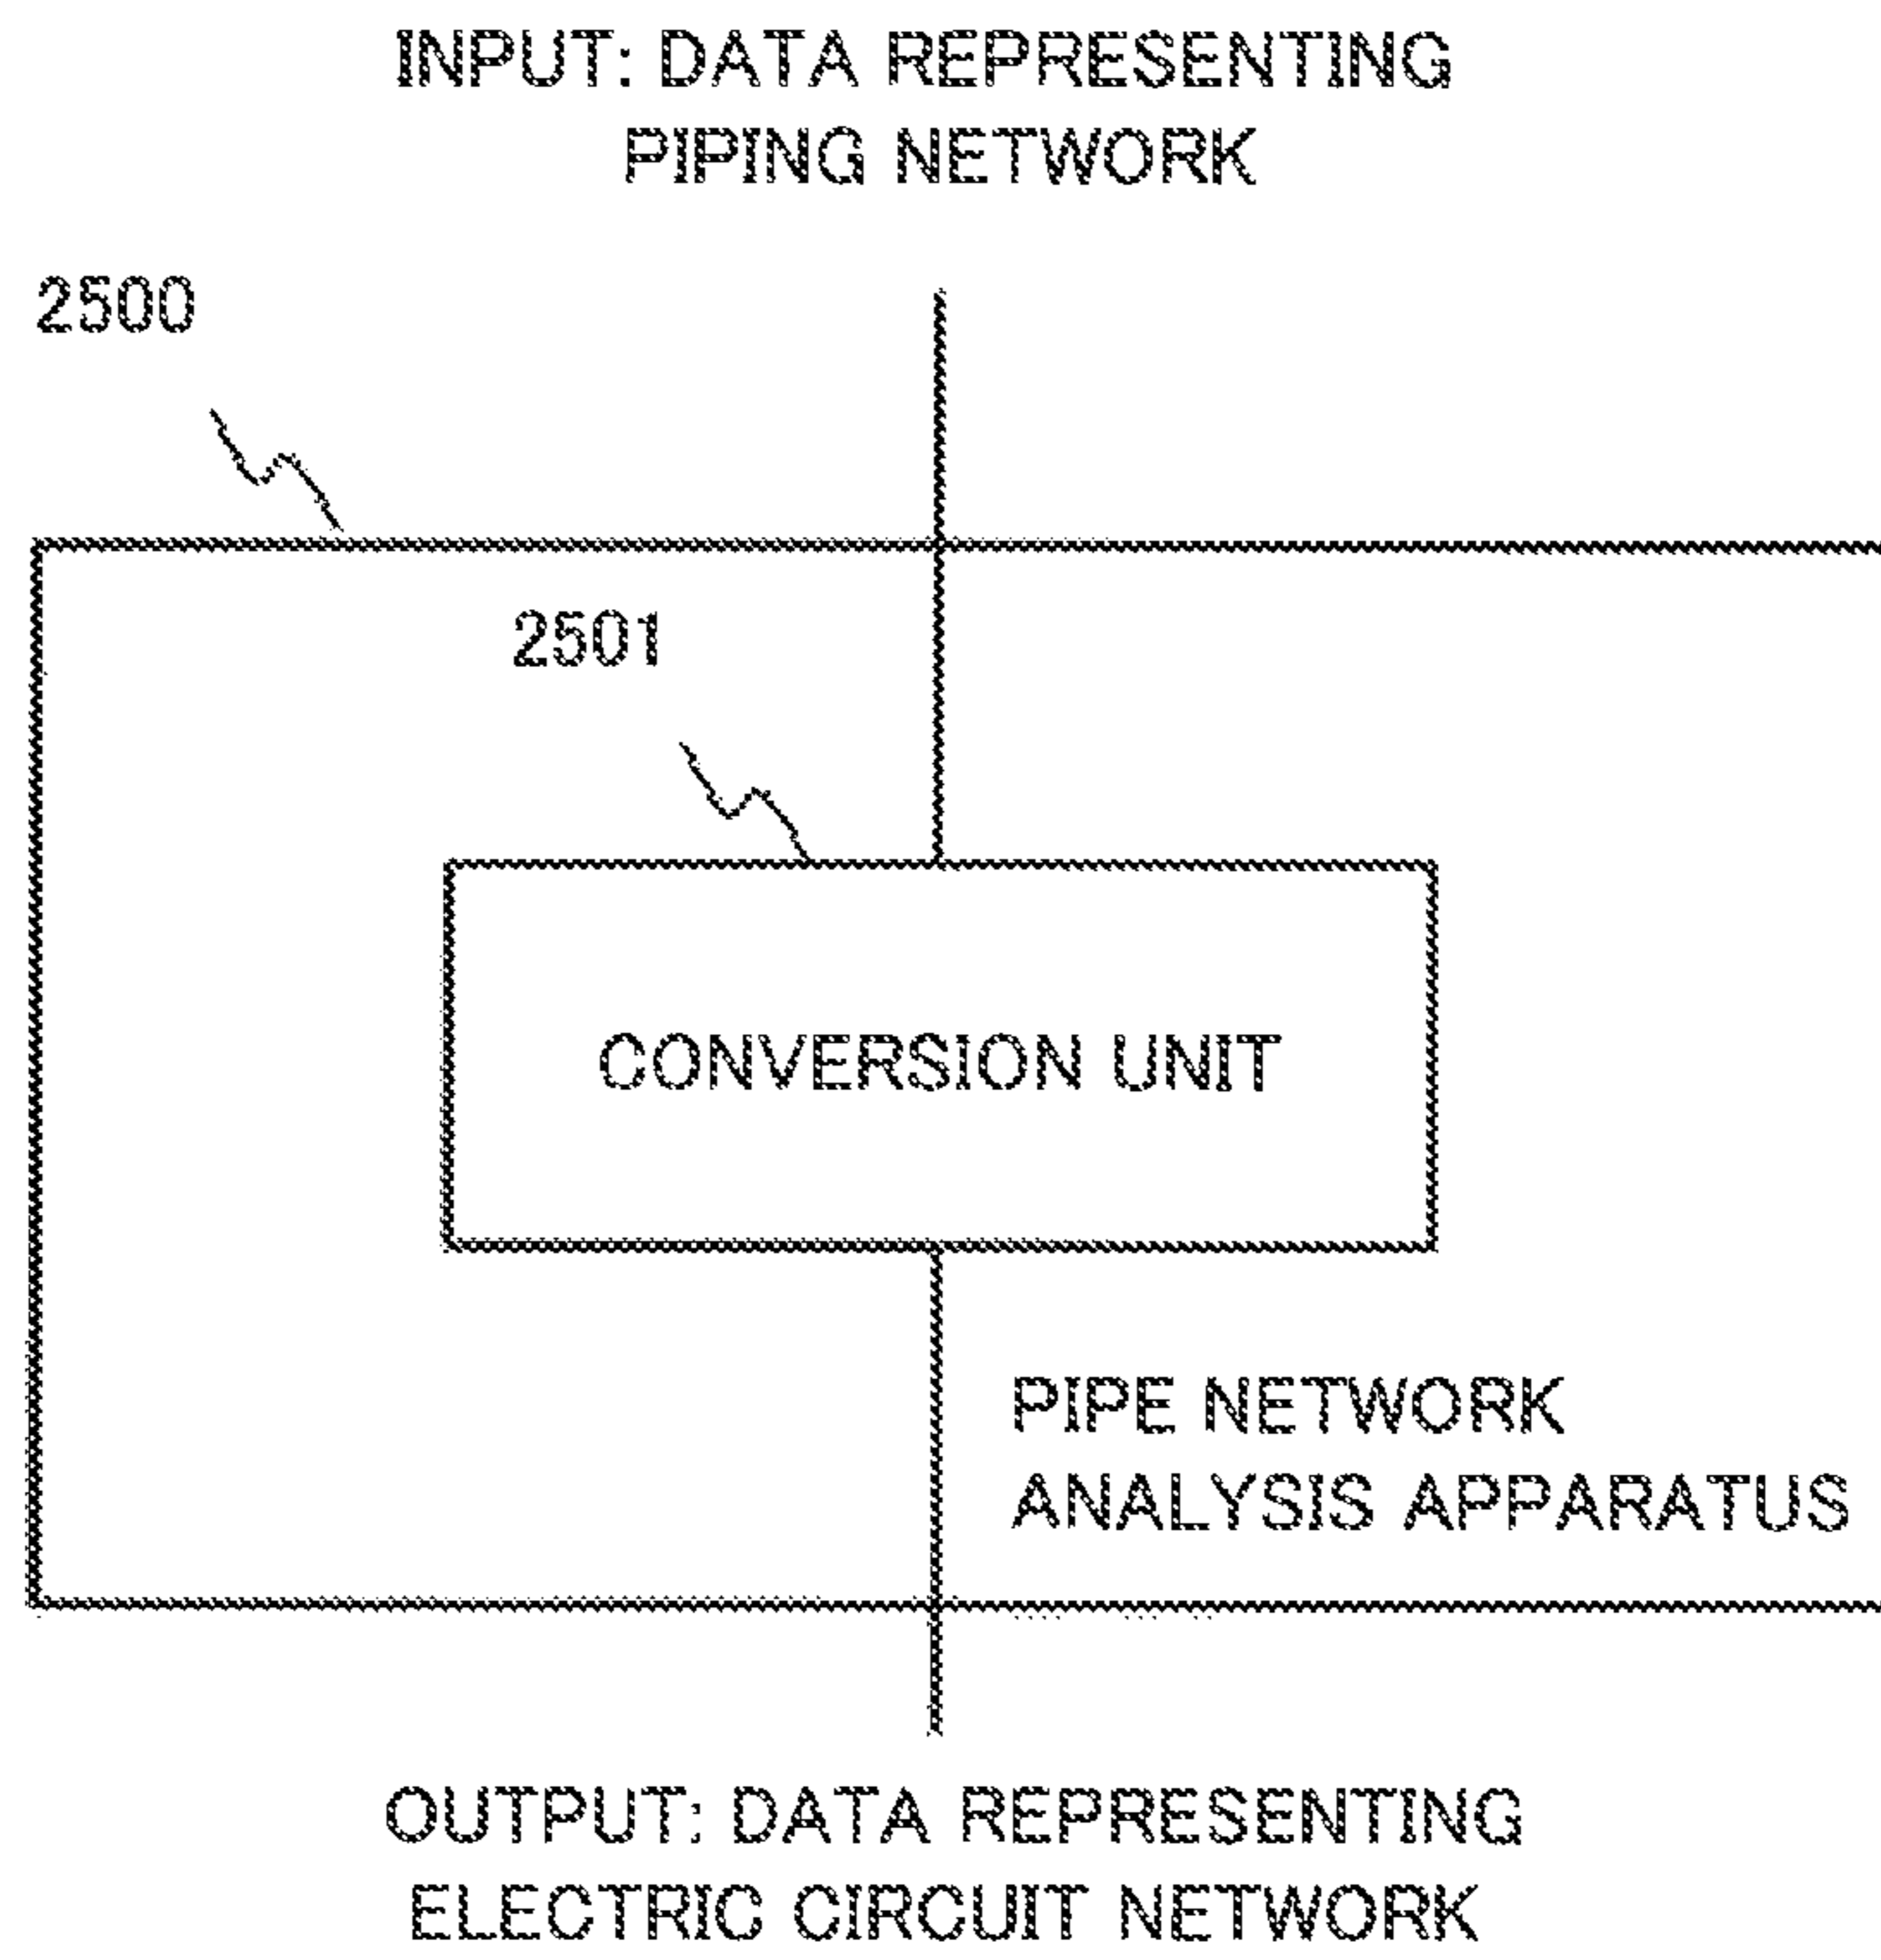 INPUT: DATA REPRESENTING
PIPING NETWORK
2500
2501
CONVERSION UNIT
PIPE NETWORK
ANALYSIS APPARATUS
OUTPUT: DATA REPRESENTING
ELECTRIC CIRCUIT NETWORK